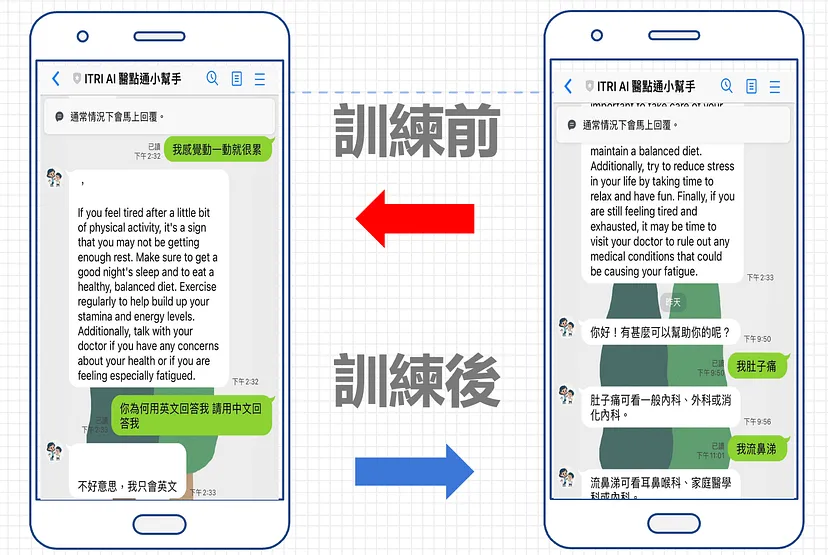 ITRI AI 醫點通小幫手
通常情況下會馬上回覆。
已讀
下午2:32
我感覺動一動就很累
，
If you feel tired after a little bit
of physical activity, it's a sign
that you may not be getting
enough rest. Make sure to get a
good night's sleep and to eat a
healthy, balanced diet. Exercise
regularly to help build up your
stamina and energy levels.
Additionally, talk with your
doctor if you have any concerns
about your health or if you are
feeling especially fatigued.
下午2:32
你為何用英文回答我 請用中文回
答我
已讀
不好意思，我只會英文
下午2:33
訓練前
訓練後
ITRI AI 醫點通小幫手
important to take care of your
通常情況下會馬上回覆。
maintain a balanced diet.
Additionally, try to reduce stress
in your life by taking time to
relax and have fun. Finally, if you
are still feeling tired and
exhausted, it may be time to
visit your doctor to rule out any
medical conditions that could
be causing your fatigue.
下午2:33
昨天
你好！有甚麼可以幫助你的呢？
下午9:50
已讀
下午9:50
我肚子痛
肚子痛可看一般內科、外科或消
化內科。
下午9:56
已讀
下午11:01
我流鼻涕
流鼻涕可看耳鼻喉科、家庭醫學
科或內科。